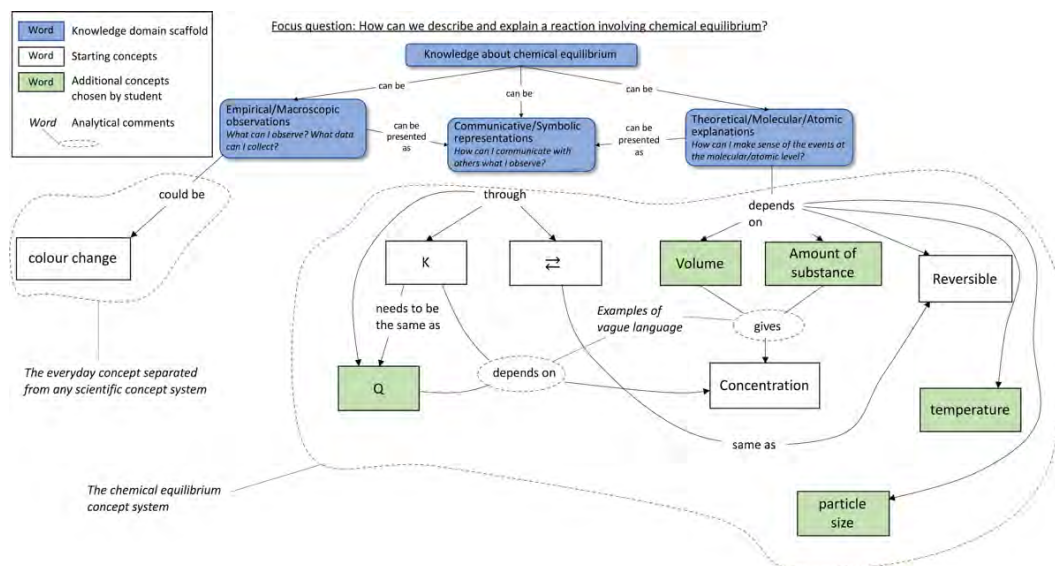 Focus question: How can we describe and explain a reaction involving chemical equilibrium?
Word
Knowledge domain scaffold
Word
Starting concepts
Word
Additional concepts
chosen by student
Word
Analytical comments
Knowledge about chemical equilibrium
can be
can be
can be
Empirical/Macroscopic
observations
What can I observe? What data
can I collect?
can be
presented
as
Communicative/Symbolic
representations
How can I communicate with
others what I observe?
can be
presented
as
Theoretical/Molecular/Atomic
explanations
How can I make sense of the events at
the molecular/atomic level?
could be
through
depends
on
colour change
K
⇄
Volume
Amount of
substance
Reversible
needs to be
the same as
Examples of
vague language
gives
The everyday concept separated
from any scientific concept system
Q
depends on
Concentration
temperature
same as
The chemical equilibrium
concept system
particle
size